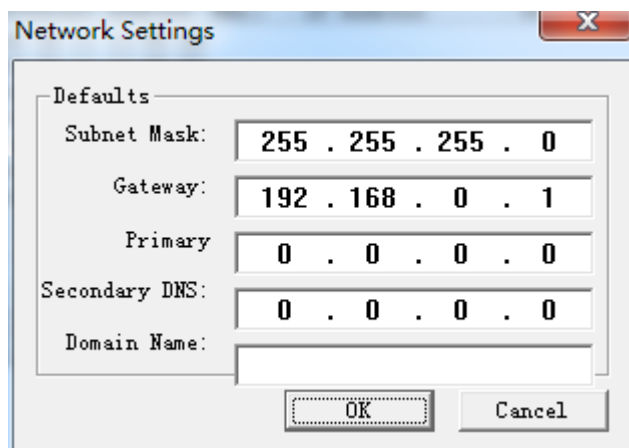 Network Settings
Defaults
Subnet Mask: 255 . 255 . 255 . 0
Gateway: 192 . 168 . 0 . 1
Primary 0 . 0 . 0 . 0
Secondary DNS: 0 . 0 . 0 . 0
Domain Name:
OK Cancel